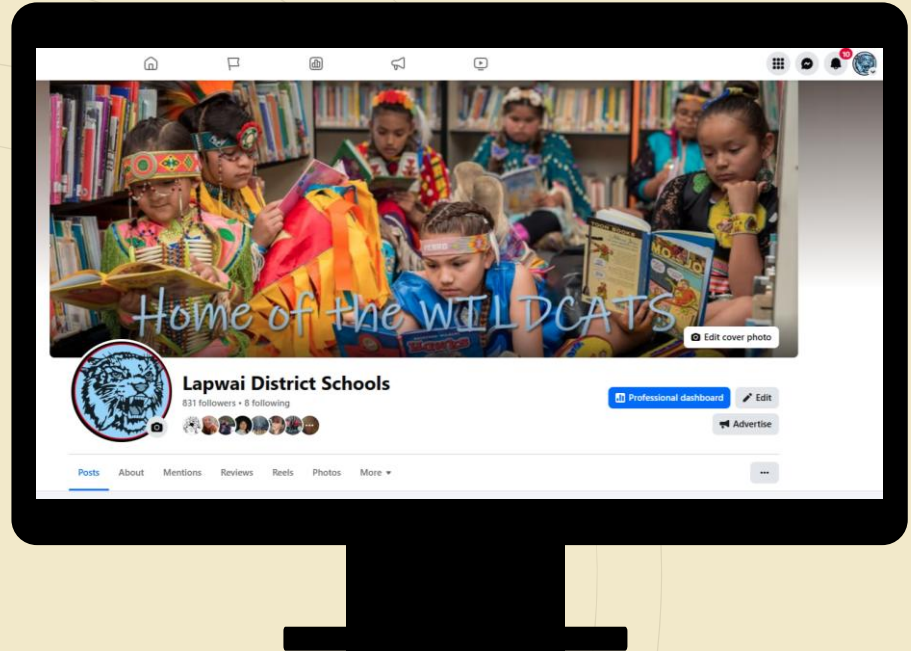 10
Home of the WILDCATS
Edit cover photo
Lapwai District Schools
831 followers • 8 following
Professional dashboard
Edit
Advertise
Posts
About
Mentions
Reviews
Reels
Photos
More